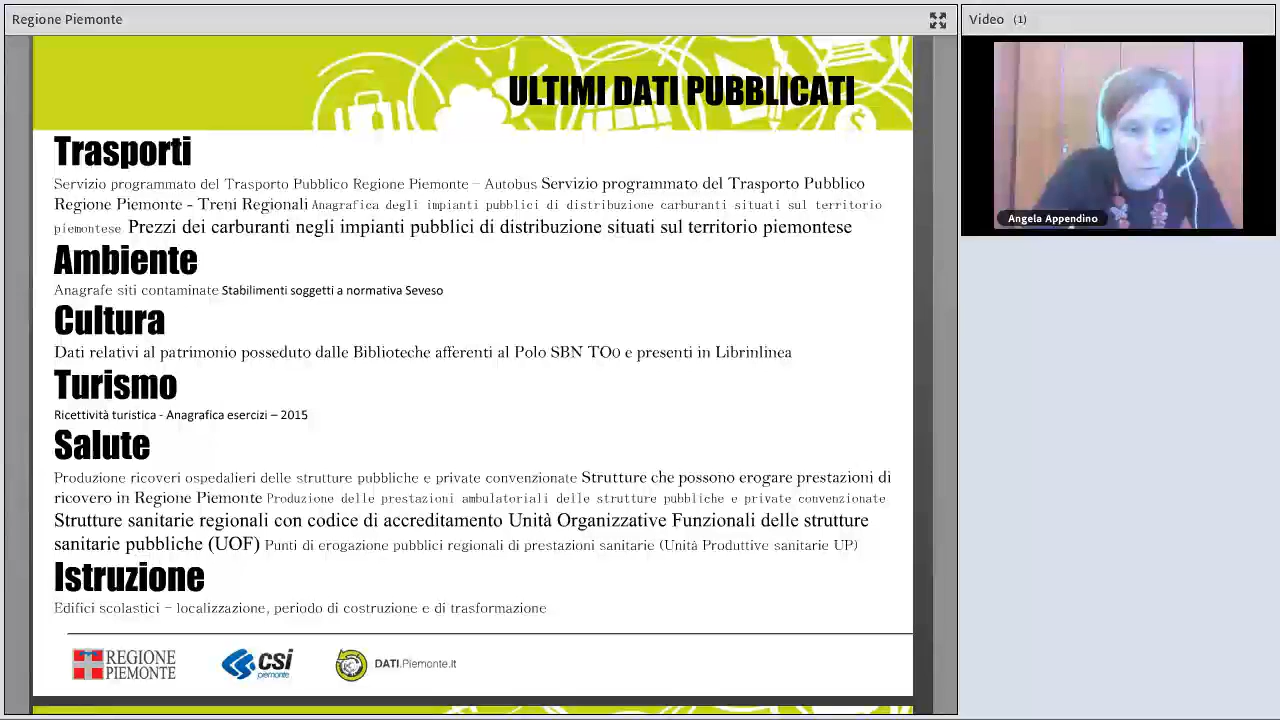 Regione Piemonte
Video (1)
ULTIMI DATI PUBBLICATI
Trasporti
Servizio programmato del Trasporto Pubblico Regione Piemonte – Autobus Servizio programmato del Trasporto Pubblico
Regione Piemonte - Treni Regionali Anagrafica degli impianti pubblici di distribuzione carburanti situati sul territorio
piemontese Prezzi dei carburanti negli impianti pubblici di distribuzione situati sul territorio piemontese
Ambiente
Anagrafe siti contaminate Stabilimenti soggetti a normativa Seveso
Cultura
Dati relativi al patrimonio posseduto dalle Biblioteche afferenti al Polo SBN TO0 e presenti in Librinlinea
Turismo
Ricettività turistica - Anagrafica esercizi – 2015
Salute
Produzione ricoveri ospedalieri delle strutture pubbliche e private convenzionate Strutture che possono erogare prestazioni di
ricovero in Regione Piemonte Produzione delle prestazioni ambulatoriali delle strutture pubbliche e private convenzionate
Strutture sanitarie regionali con codice di accreditamento Unità Organizzative Funzionali delle strutture
sanitarie pubbliche (UOF) Punti di erogazione pubblici regionali di prestazioni sanitarie (Unità Produttive sanitarie UP)
Istruzione
Edifici scolastici – localizzazione, periodo di costruzione e di trasformazione
REGIONE
PIEMONTE
csi
piemonte
DATI.Piemonte.it
Angela Appendino